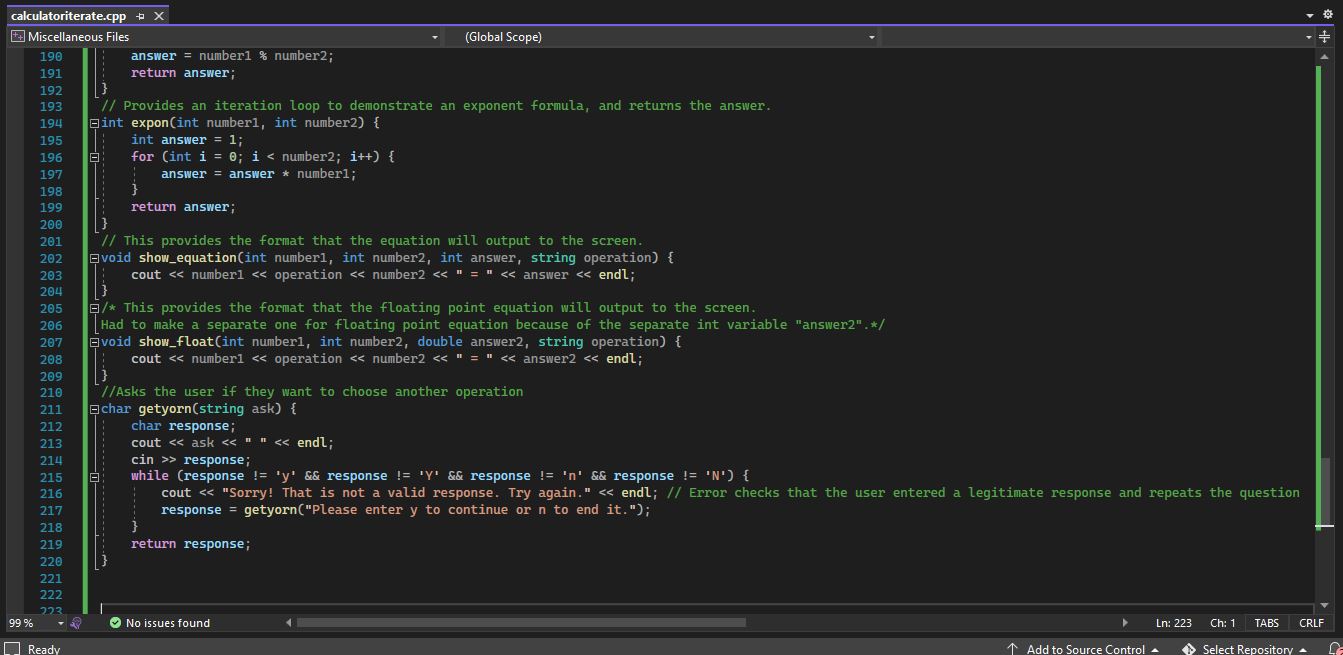 calculatoriterate.cpp
Miscellaneous Files (Global Scope)
190 answer = number1 % number2;
191 return answer;
192 }
193 // Provides an iteration loop to demonstrate an exponent formula, and returns the answer.
194 int expon(int number1, int number2) {
195 int answer = 1;
196 for (int i = 0; i < number2; i++) {
197 answer = answer * number1;
198 }
199 return answer;
200 }
201 // This provides the format that the equation will output to the screen.
202 void show_equation(int number1, int number2, int answer, string operation) {
203 cout << number1 << operation << number2 << " = " << answer << endl;
204 }
205 /* This provides the format that the floating point equation will output to the screen.
206 Had to make a separate one for floating point equation because of the separate int variable "answer2".*/
207 void show_float(int number1, int number2, double answer2, string operation) {
208 cout << number1 << operation << number2 << " = " << answer2 << endl;
209 }
210 //Asks the user if they want to choose another operation
211 char getyorn(string ask) {
212 char response;
213 cout << ask << " " << endl;
214 cin >> response;
215 while (response != 'y' && response != 'Y' && response != 'n' && response != 'N') {
216 cout << "Sorry! That is not a valid response. Try again." << endl; // Error checks that the user entered a legitimate response and repeats the question
217 response = getyorn("Please enter y to continue or n to end it.");
218 }
219 return response;
220 }
221
222
223
99 % No issues found Ln: 223 Ch: 1 TABS CRLF
Ready Add to Source Control Select Repository